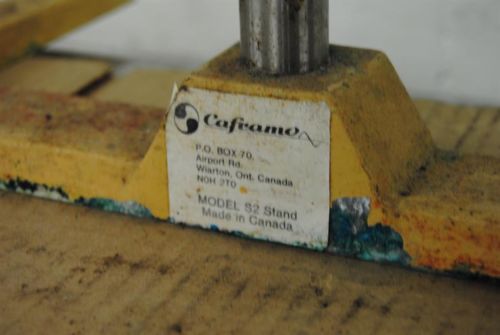 Caframo
P.O. BOX 70,
Airport Rd.
Wiarton, Ont. Canada
N0H 2T0
MODEL S2 Stand
Made in Canada